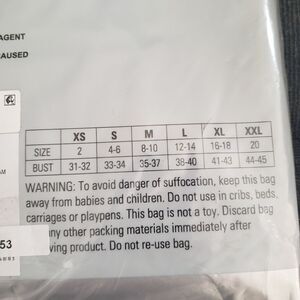 AGENT
CAUSED
XS S M L XL XXL
SIZE 2 4-6 8-10 12-14 16-18 20
BUST 31-32 33-34 35-37 38-40 41-43 44-45
WARNING: To avoid danger of suffocation, keep this bag
away from babies and children. Do not use in cribs, beds,
carriages or playpens. This bag is not a toy. Discard bag
any other packing materials immediately after
ving product. Do not re-use bag.
53